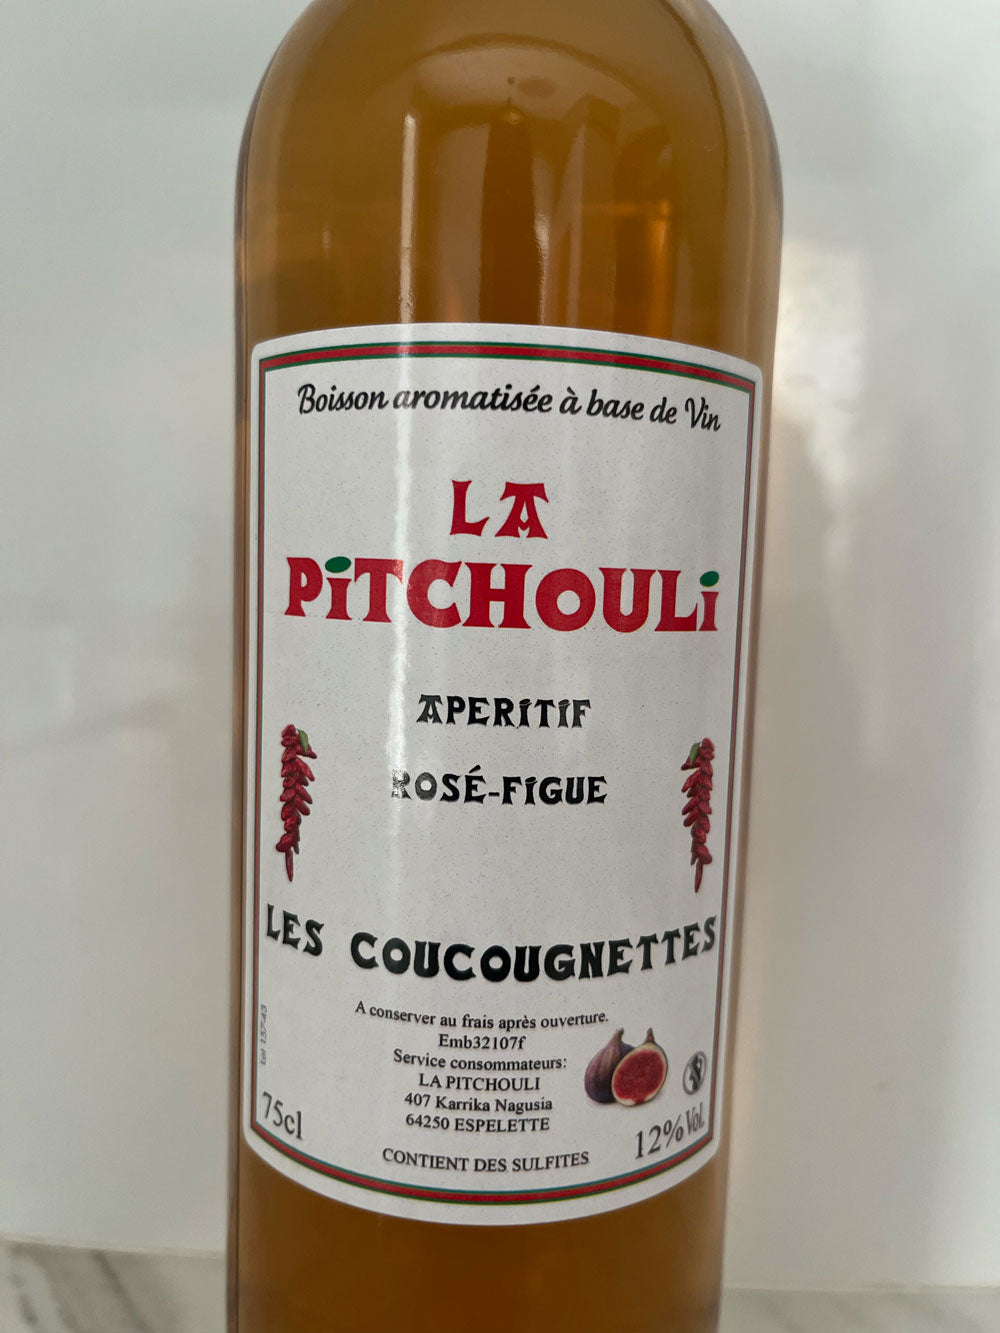 Boisson aromatisée à base de Vin
LA
PiTCHOULi
APERITIF
ROSÉ-FIGUE
LES COUCOUGNETTES
A conserver au frais après ouverture.
Emb32107f
Service consommateurs:
LA PITCHOULI
407 Karrika Nagusia
64250 ESPELETTE
75cl
12% Vol.
CONTIENT DES SULFITES